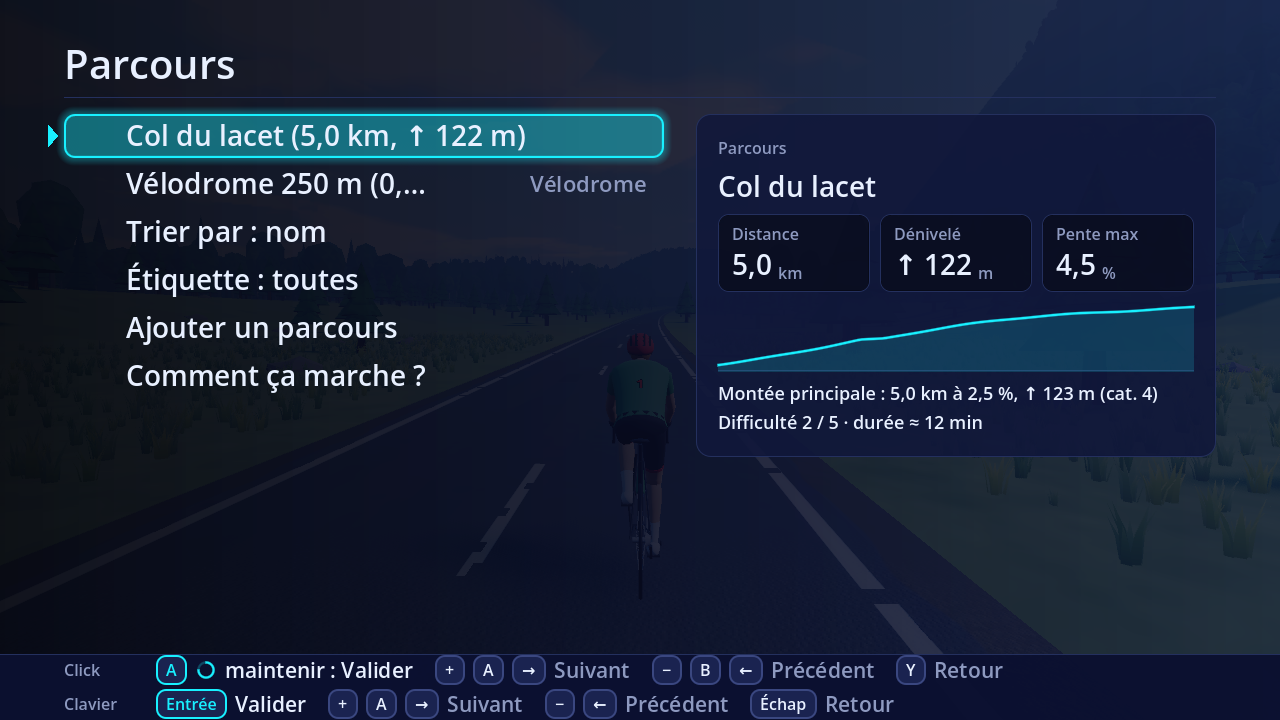 Parcours
Col du lacet (5,0 km, ↑ 122 m)
Vélodrome 250 m (0,... Vélodrome
Trier par : nom
Étiquette : toutes
Ajouter un parcours
Comment ça marche ?
Parcours
Col du lacet
Distance Dénivelé Pente max
5,0 km ↑ 122 m 4,5 %
Montée principale : 5,0 km à 2,5 %, ↑ 123 m (cat. 4)
Difficulté 2 / 5 · durée ≈ 12 min
Click A maintenir : Valider + A → Suivant − B ← Précédent Y Retour
Clavier Entrée Valider + A → Suivant − ← Précédent Échap Retour